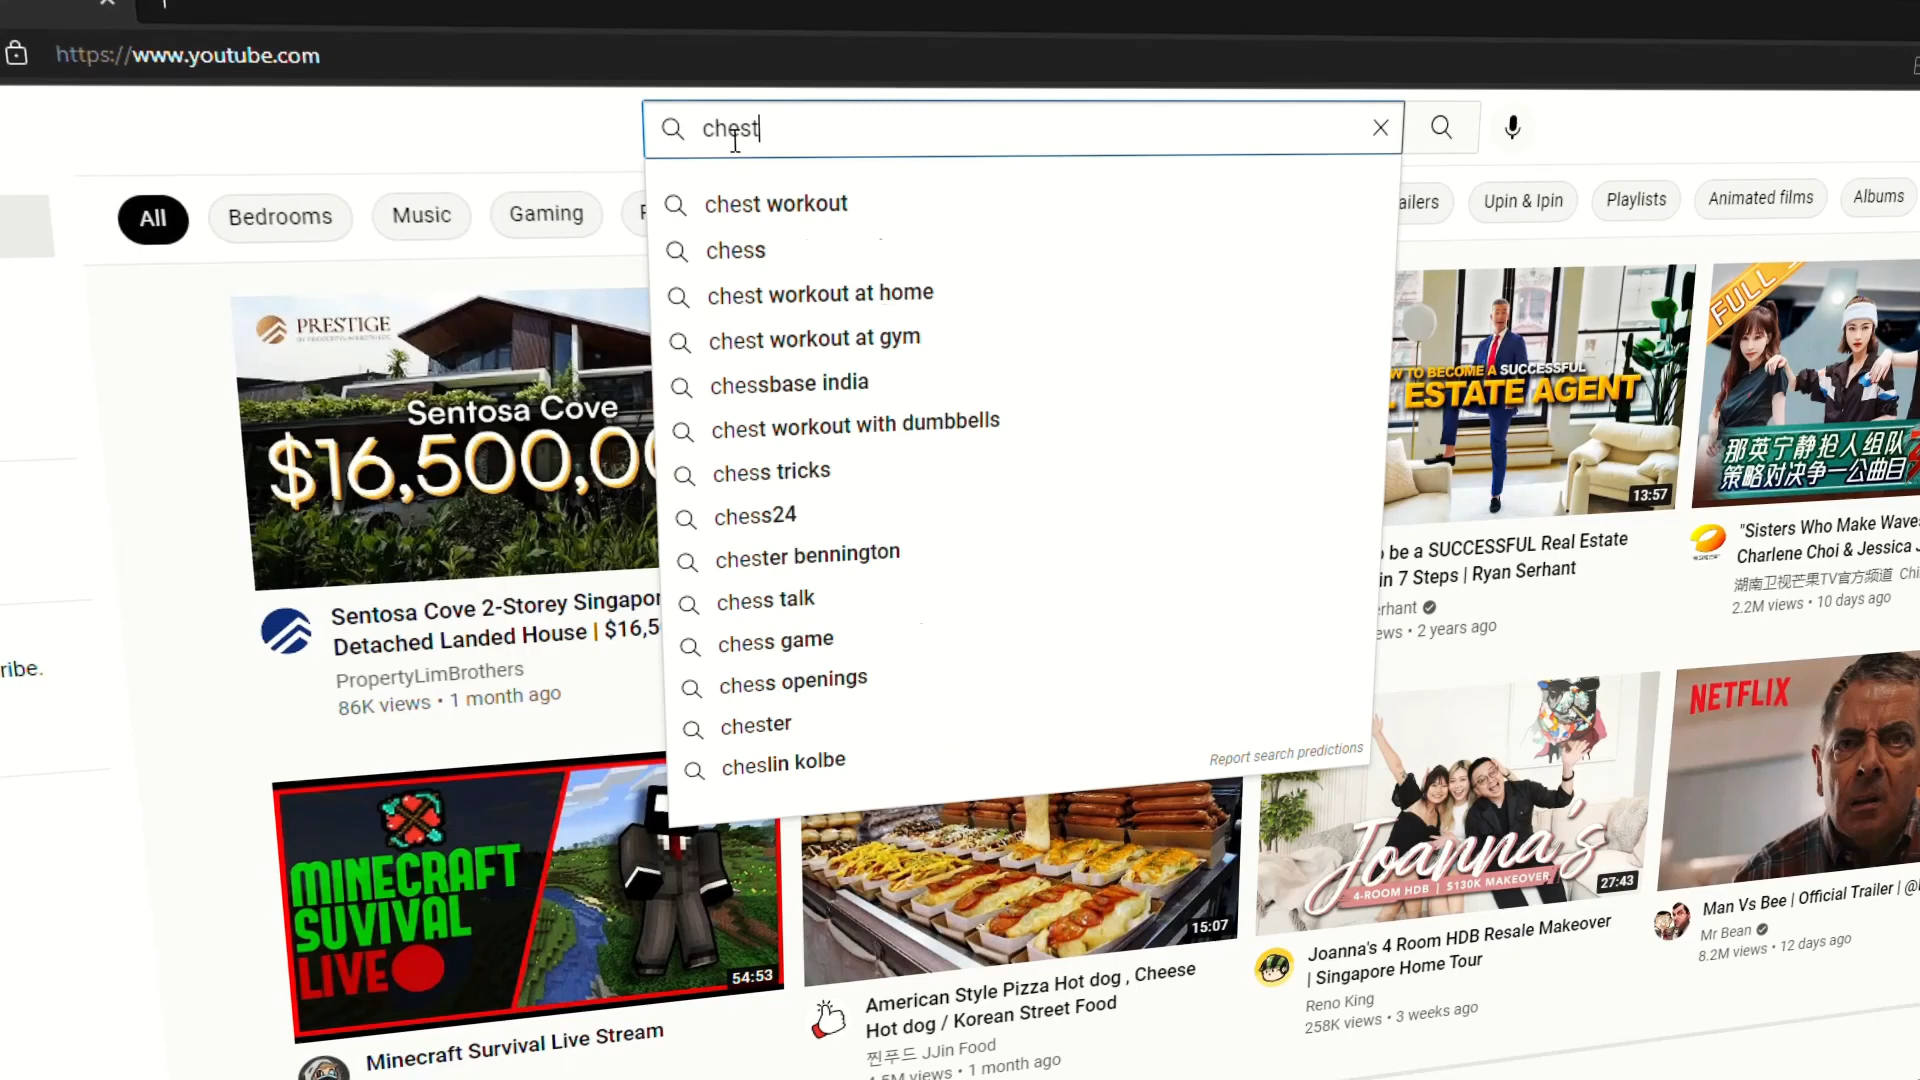 https://www.youtube.com
chest
All
Bedrooms
Music
Gaming
ailers
Upin & Ipin
Playlists
Animated films
Albums
chest workout
chess
chest workout at home
chest workout at gym
chessbase india
chest workout with dumbbells
chess tricks
chess24
chester bennington
chess talk
chess game
chess openings
chester
cheslin kolbe
Report search predictions
PRESTIGE
Sentosa Cove
$16,500,00
Sentosa Cove 2-Storey Singapor
Detached Landed House | $16,5
PropertyLimBrothers
86K views • 1 month ago
W TO BECOME A SUCCESSFUL
ESTATE AGENT
13:57
be a SUCCESSFUL Real Estate
in 7 Steps | Ryan Serhant
erhant
ews • 2 years ago
FULL
那英宁静抢人组队
策略对决争一公曲目
"Sisters Who Make Waves
Charlene Choi & Jessica J
湖南卫视芒果TV官方频道 Chi
2.2M views • 10 days ago
ribe.
MINECRAFT
SUVIVAL
LIVE
54:53
Minecraft Survival Live Stream
15:07
American Style Pizza Hot dog , Cheese
Hot dog / Korean Street Food
찐푸드 JJin Food
4.5M views • 1 month ago
Joanna's
4-ROOM HDB | $130K MAKEOVER
27:43
Joanna's 4 Room HDB Resale Makeover
| Singapore Home Tour
Reno King
258K views • 3 weeks ago
NETFLIX
Man Vs Bee | Official Trailer | @
Mr Bean
8.2M views • 12 days ago